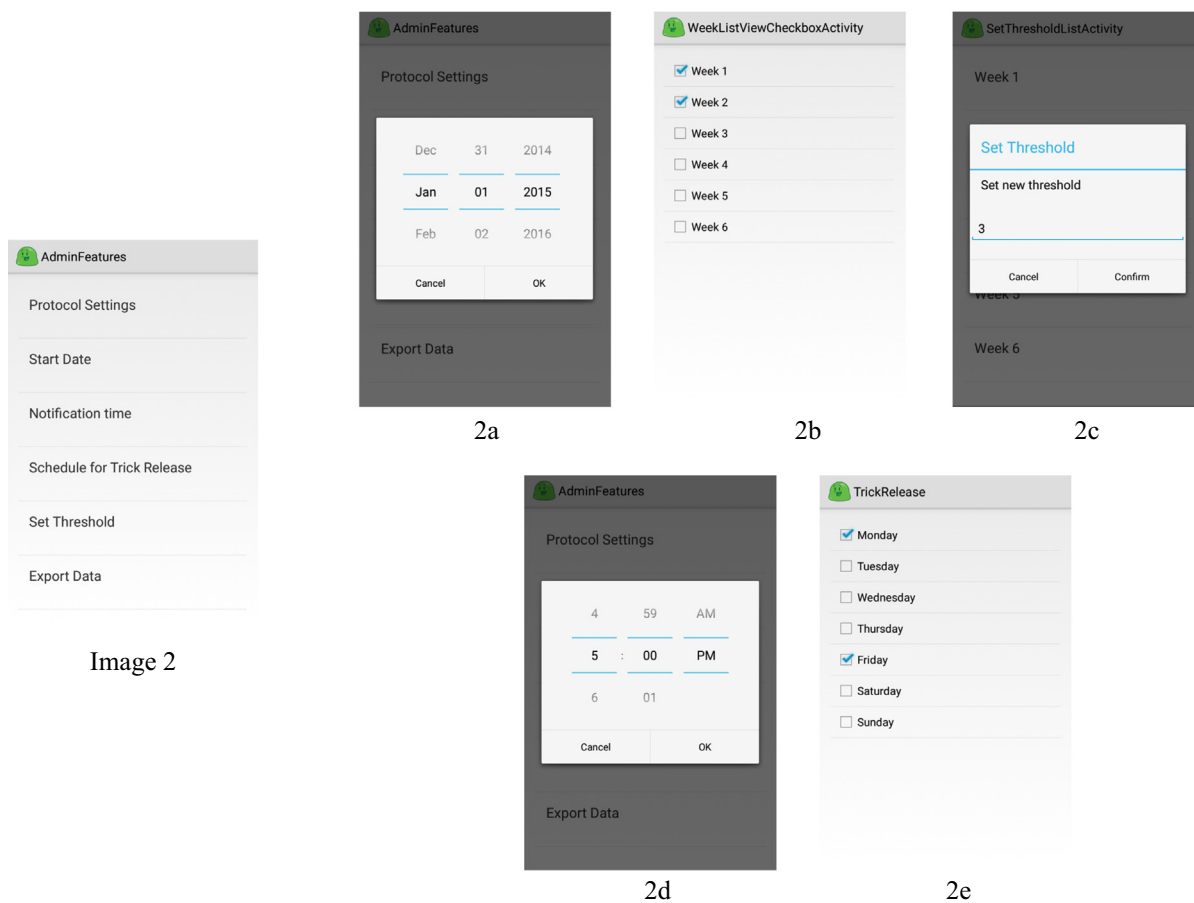 AdminFeatures
Protocol Settings
Dec 31 2014
Jan 01 2015
Feb 02 2016
Cancel OK
Export Data
2a
WeekListViewCheckboxActivity
Week 1
Week 2
Week 3
Week 4
Week 5
Week 6
2b
SetThresholdListActivity
Week 1
Set Threshold
Set new threshold
3
Cancel Confirm
Week 5
Week 6
2c
AdminFeatures
Protocol Settings
Start Date
Notification time
Schedule for Trick Release
Set Threshold
Export Data
Image 2
AdminFeatures
Protocol Settings
4 59 AM
5 : 00 PM
6 01
Cancel OK
Export Data
2d
TrickRelease
Monday
Tuesday
Wednesday
Thursday
Friday
Saturday
Sunday
2e